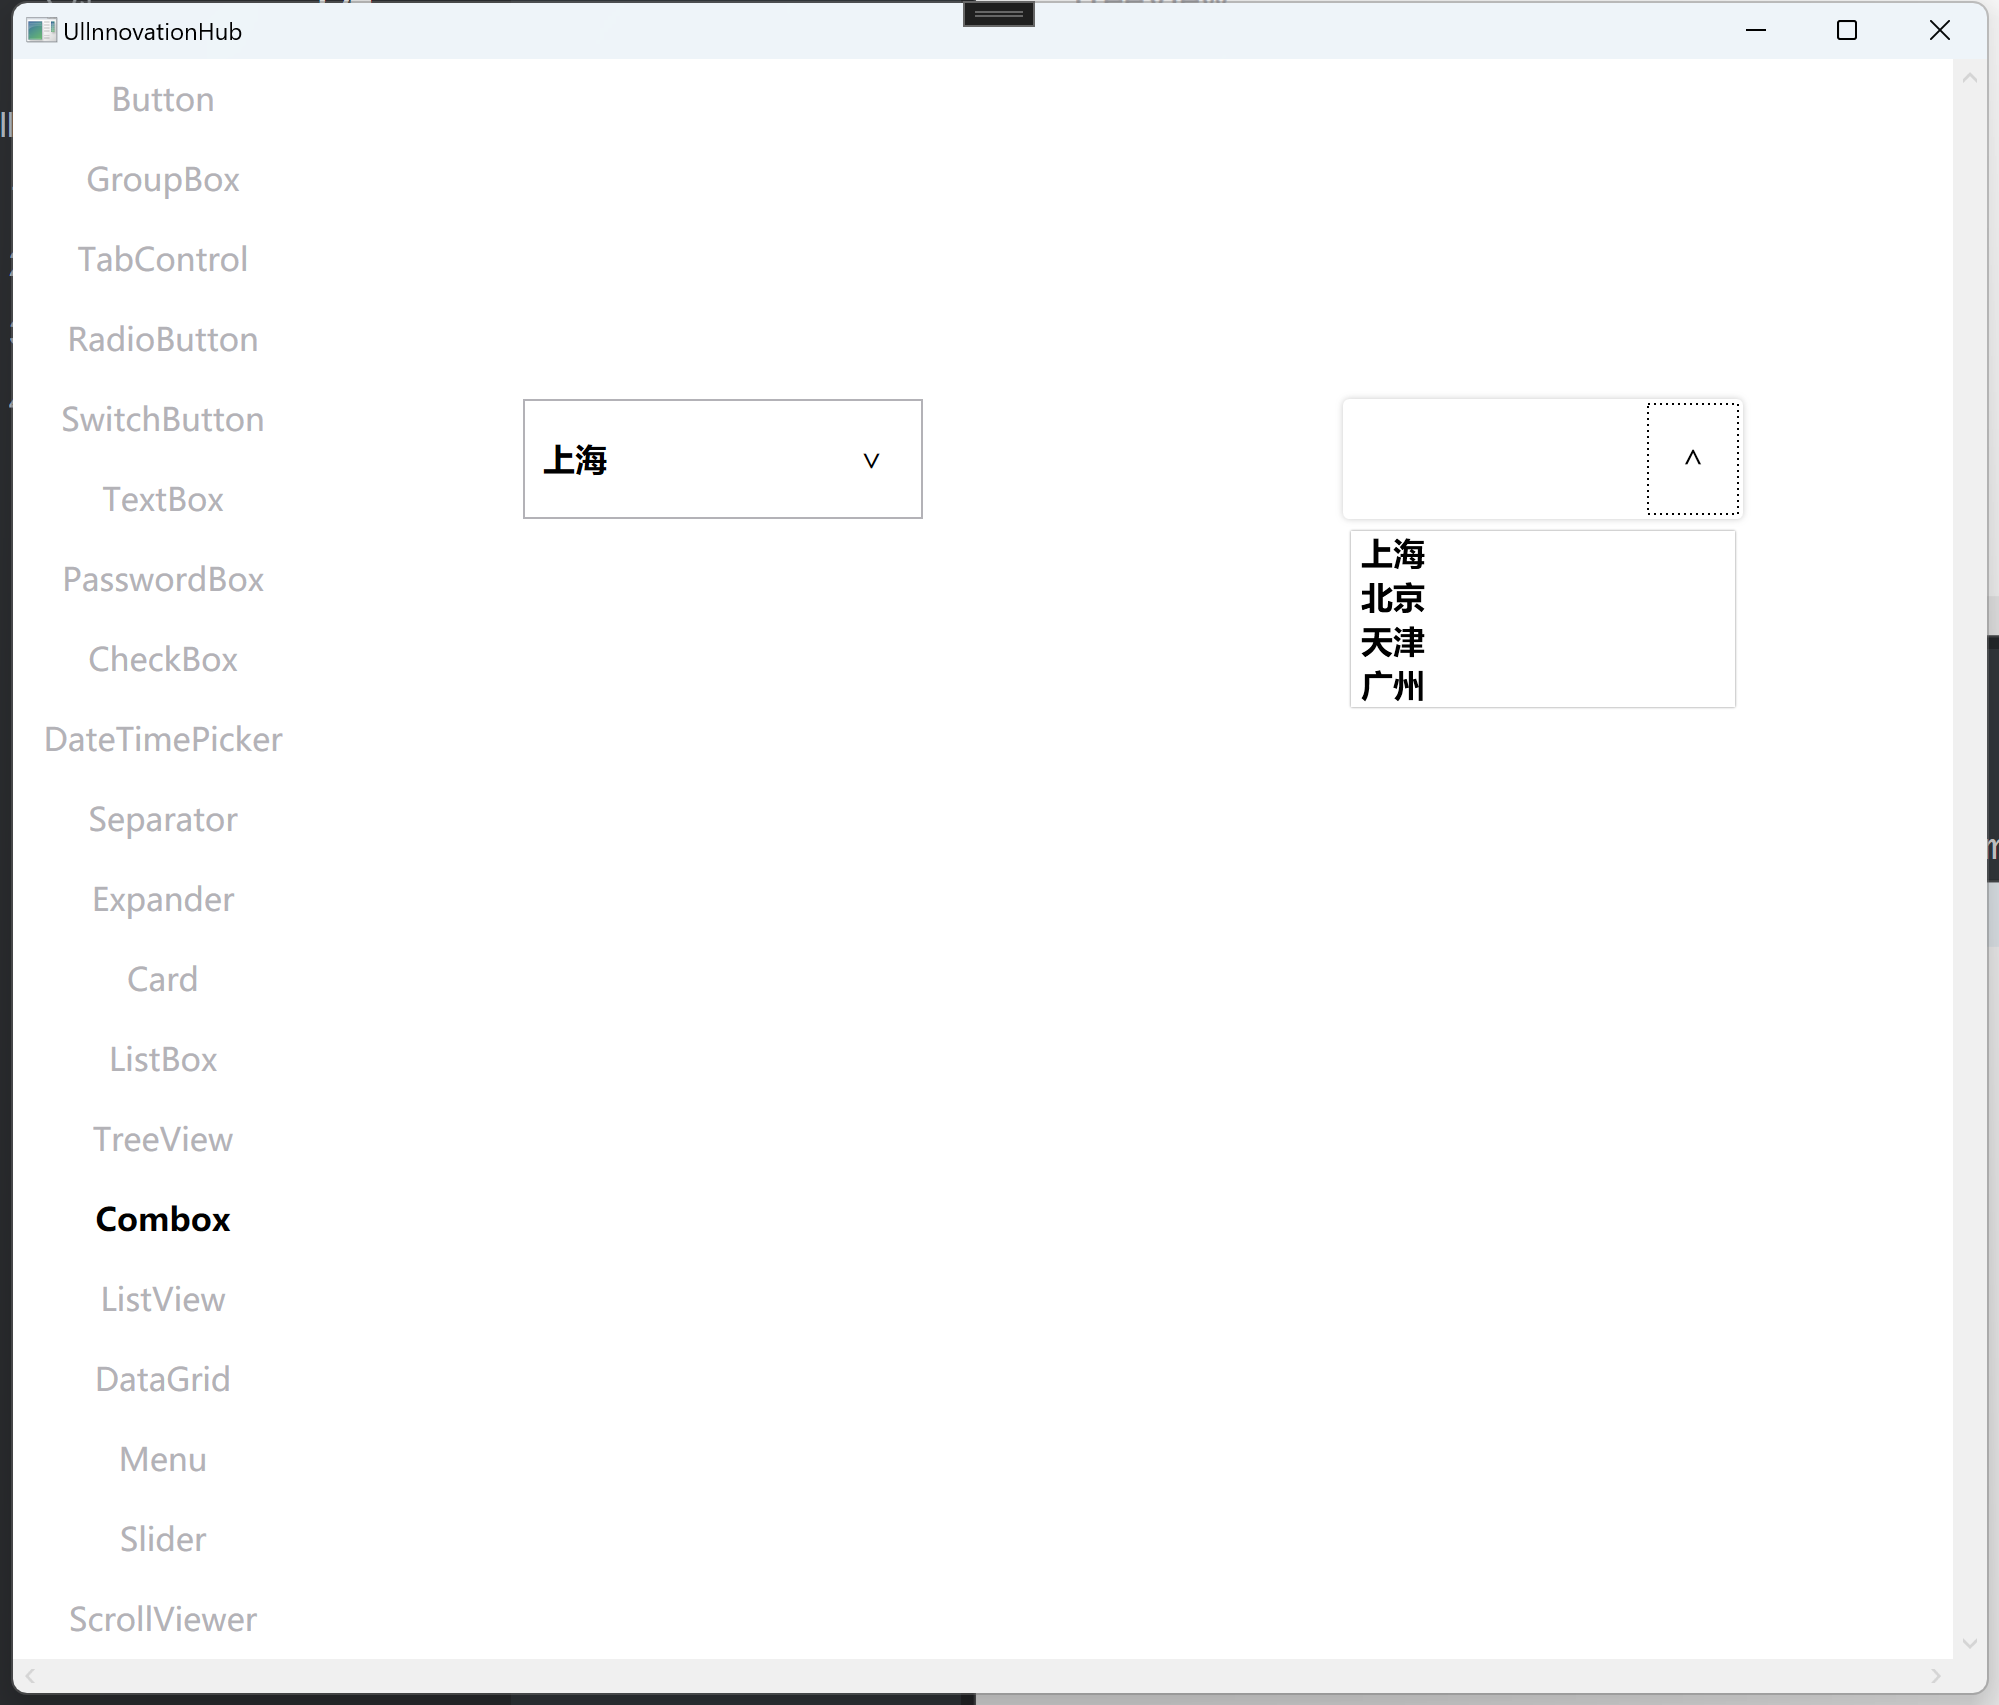 UIInnovationHub
Button
GroupBox
TabControl
RadioButton
SwitchButton
TextBox
PasswordBox
CheckBox
DateTimePicker
Separator
Expander
Card
ListBox
TreeView
Combox
ListView
DataGrid
Menu
Slider
ScrollViewer
上海
上海
北京
天津
广州